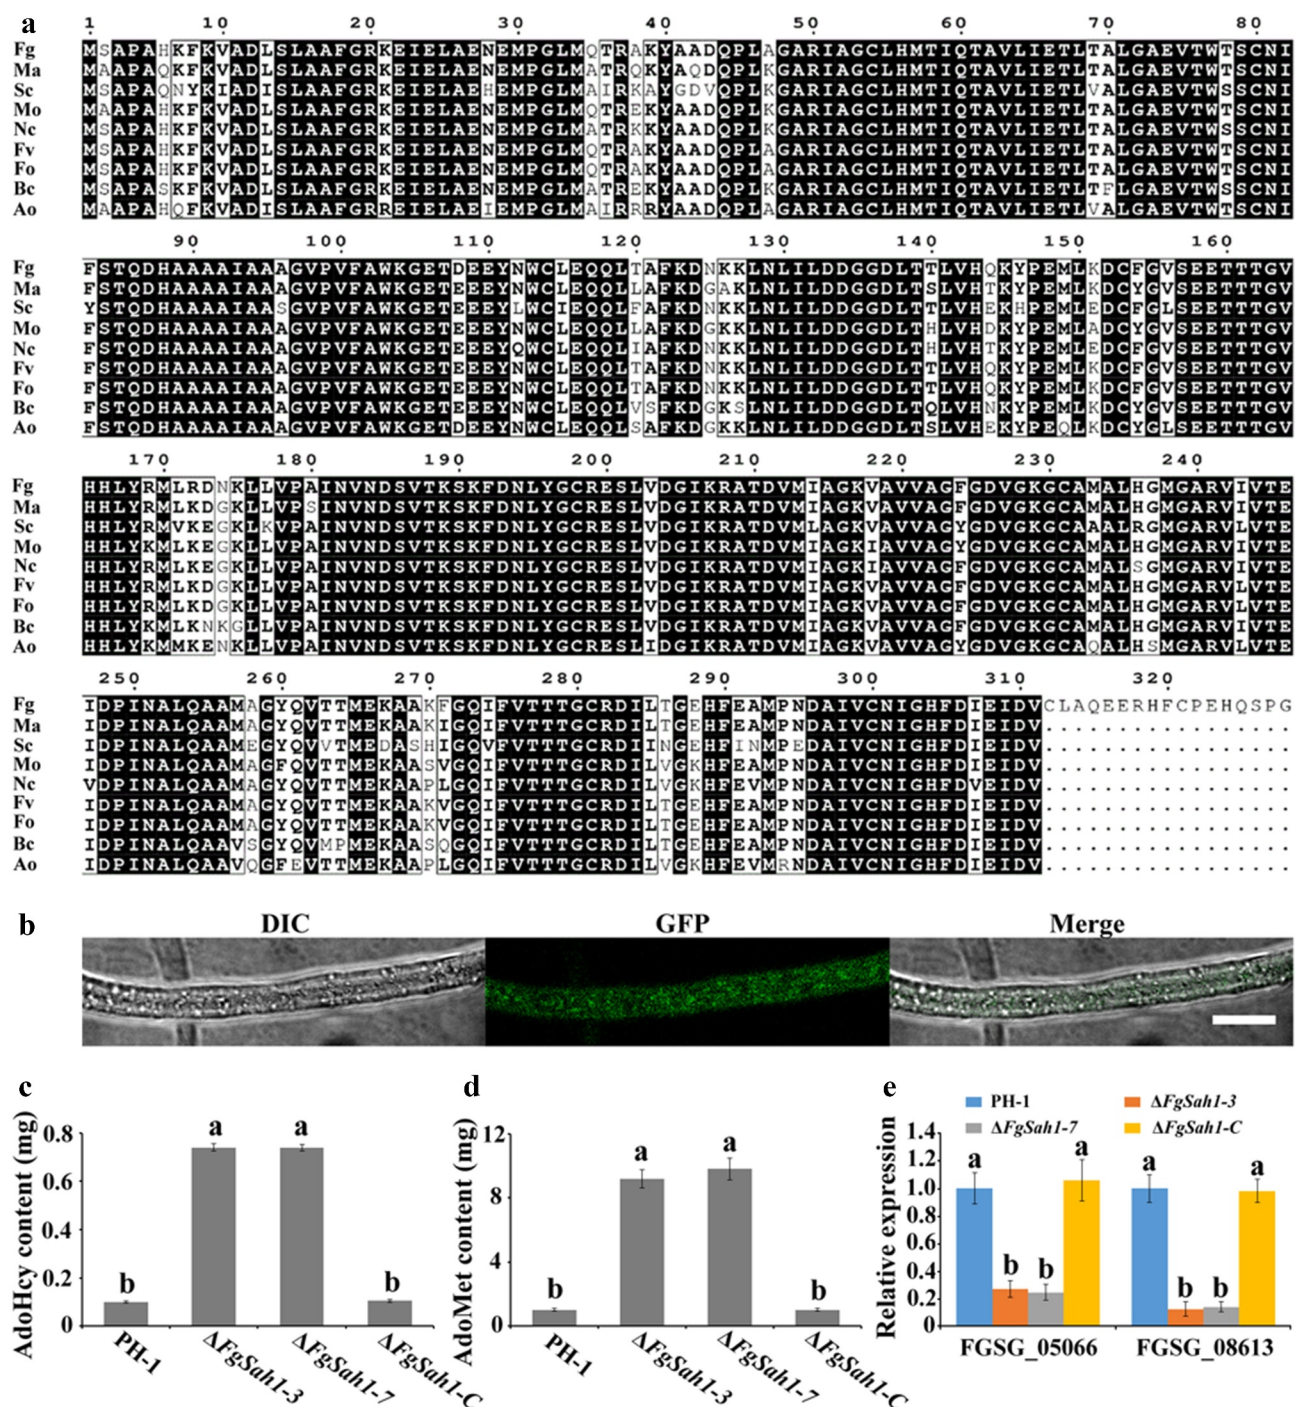 a
1 10 20 30 40 50 60 70 80
Fg MSAPAHKFKVADLSLAAFGRKEIELAENEMPGLMQTRAKYAADQPLAGARIAGCLHMTIQTAVLIETLTALGAEVTWTSCNI
Ma MAAPAQKFKVADLSLAAFGRKEIELAENEMPGLMATRQKYAQDQPLKGARIAGCLHMTIQTAVLIETLTALGAEVTWTSCNI
Sc MSAPAQNYKIADISLAAFGRKEIELAEHEMPGLMAIRKAYGDVQPLKGARIAGCLHMTIQTAVLIETLVALGAEVTWSSCNI
Mo MAAPAHKFKVADLSLAAFGRKEIELAENEMPGLMQTREKYAADQPLKGARIAGCLHMTIQTAVLIETLTALGAEVTWSSCNI
Nc MSAPAHKFKVADLSLAAFGRKEIELAENEMPGLMATRKKYAADQPLKGARIAGCLHMTIQTAVLIETLTALGAEVTWSSCNI
Fv MSAPAHKFKVADLSLAAFGRKEIELAENEMPGLMQTRAKYAADQPLAGARIAGCLHMTIQTAVLIETLTALGAEVTWTSCNI
Fo MSAPAHKFKVADLSLAAFGRKEIELAENEMPGLMQTRAKYAADQPLAGARIAGCLHMTIQTAVLIETLTALGAEVTWTSCNI
Bc MSAPASKFKVADLSLAAFGRKEIELAENEMPGLMATREKYAADQPLKGARIAGCLHMTIQTAVLIETLTFLGAEVTWSSCNI
Ao MAAPAHQFKVADISLAAFGRREIELAEIEMPGLMAIRRRYAADQPLAGARIAGCLHMTIQTAVLIETLVALGAEVTWTSCNI
90 100 110 120 130 140 150 160
Fg FSTQDHAAAAIAAAGVPVFAWKGETDEEYNWCLEQQLTAFKDNKKLNLILDDGGDLTTLVHQKYPEMLKDCFGVSEETTTGV
Ma FSTQDHAAAAIAAAGVPVFAWKGETEEEYNWCLEQQLLAFKDGAKLNLILDDGGDLTSLVHTKYPEMLKDCYGVSEETTTGV
Sc YSTQDHAAAAIAASGVPVFAWKGETEEEYLWCIEQQLFAFKDNKKLNLILDDGGDLTTLVHEKHPEMLEDCFGLSEETTTGV
Mo FSTQDHAAAAIAAAGVPVFAWKGETEEEYNWCLEQQLLAFKDGKKLNLILDDGGDLTHLVHDKYPEMLADCYGVSEETTTGV
Nc FSTQDHAAAAIAAAGVPVFAWKGETEEEYQWCLEQQLIAFKDNKKLNLILDDGGDLTHLVHTKYPEMLEDCFGVSEETTTGV
Fv FSTQDHAAAAIAAAGVPVFAWKGETEEEYNWCLEQQLTAFKDNKKLNLILDDGGDLTTLVHQKYPEMLKDCFGVSEETTTGV
Fo FSTQDHAAAAIAAAGVPVFAWKGETEEEYNWCLEQQLTAFKDNKKLNLILDDGGDLTTLVHQKYPEMLKDCFGVSEETTTGV
Bc FSTQDHAAAAIAAAGVPVFAWKGETEEEYNWCLEQQLVSFKDGKSLNLILDDGGDLTQLVHNKYPEMLKDCYGVSEETTTGV
Ao FSTQDHAAAAIAAAGVPVFAWKGETDEEYNWCLEQQLSAFKDGKKLNLILDDGGDLTSLVHEKYPEQLKDCYGLSEETTTGV
170 180 190 200 210 220 230 240
Fg HHLYRMLRDNKLLVPAINVNDSVTKSKFDNLYGCRESLVDGIKRATDVMIAGKVAVVAGFGDVGKGCAMALHGMGARVIVTE
Ma HHLYRMLKDGKLLVPSINVNDSVTKSKFDNLYGCRESLVDGIKRATDVMIAGKVAVVAGFGDVGKGCAMALHGMGARVIVTE
Sc HHLYRMVKEGKLKVPAINVNDSVTKSKFDNLYGCRESLVDGIKRATDVMLAGKVAVVAGYGDVGKGCAAALRGMGARVIVTE
Mo HHLYKMLKEGKLLVPAINVNDSVTKSKFDNLYGCRESLVDGIKRATDVMIAGKIAVVAGYGDVGKGCAMALHGMGARVIVTE
Nc HHLYRMLKEGKLLVPAINVNDSVTKSKFDNLYGCRESLVDGIKRATDVMIAGKIAVVAGFGDVGKGCAMALSGMGARVIVTE
Fv HHLYRMLKDGKLLVPAINVNDSVTKSKFDNLYGCRESLVDGIKRATDVMIAGKVAVVAGFGDVGKGCAMALHGMGARVLVTE
Fo HHLYRMLKDGKLLVPAINVNDSVTKSKFDNLYGCRESLVDGIKRATDVMIAGKVAVVAGFGDVGKGCAMALHGMGARVLVTE
Bc HHLYKMLKNKGLLVPAINVNDSVTKSKFDNLYGCRESLVDGIKRATDVMIAGKVAVVAGFGDVGKGCAMALHGMGARVIVTE
Ao HHLYKMMKENKLLVPAINVNDSVTKSKFDNLYGCRESLIDGIKRATDVMIAGKVAVVAGFGDVGKGCAQALHSMGARVLVTE
250 260 270 280 290 300 310 320
Fg IDPINALQAAMAGYQVTTMEKAAKFGQIFVTTTGCRDILTGEHFEAMPNDAIVCNIGHFDIEIDVCLAQEERHFCPEHQSPG
Ma IDPINALQAAMAGYQVTTMEKAAKIGQIFVTTTGCRDILTGEHFEAMPNDAIVCNIGHFDIEIDV.................
Sc IDPINALQAAMEGYQVVTMEDASHIGQVFVTTTGCRDIINGEHFINMPEDAIVCNIGHFDIEIDV.................
Mo IDPINALQAAMAGFQVTTMEKAASVGQIFVTTTGCRDILVGKHFEAMPNDAIVCNIGHFDIEIDV.................
Nc VDPINALQAAMAGYQVTTMEKAAPLGQIFVTTTGCRDILVGKHFEVMPNDAIVCNIGHFDVEIDV.................
Fv IDPINALQAAMAGYQVTTMEKAAKVGQIFVTTTGCRDILTGEHFEAMPNDAIVCNIGHFDIEIDV.................
Fo IDPINALQAAMAGYQVTTMEKAAKVGQIFVTTTGCRDILTGEHFEAMPNDAIVCNIGHFDIEIDV.................
Bc IDPINALQAAVSGYQVMPMEKAASQGQIFVTTTGCRDILTGEHFEAMPNDAIVCNIGHFDIEIDV.................
Ao IDPINALQAAVQGFEVTTMEKAAPLGQIFVTTTGCRDILVGKHFEVMRNDAIVCNIGHFDIEIDV.................
b
DIC GFP Merge
c
AdoHcy content (mg)
0.8
0.6
0.4
0.2
0
b a a b
PH-1 ΔFgSah1-3 ΔFgSah1-7 ΔFgSah1-C
d
AdoMet content (mg)
12
8
4
0
b a a b
PH-1 ΔFgSah1-3 ΔFgSah1-7 ΔFgSah1-C
e
PH-1 ΔFgSah1-3
ΔFgSah1-7 ΔFgSah1-C
Relative expression
1.4
1.2
1.0
0.8
0.6
0.4
0.2
0
a b b a a b b a
FGSG_05066 FGSG_08613